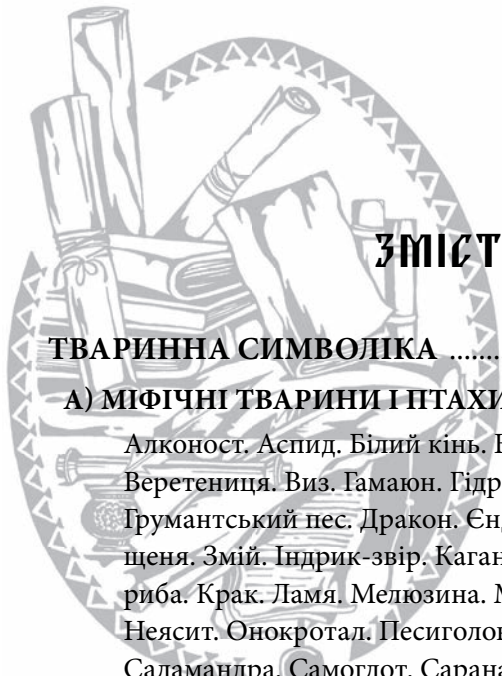 ЗМІСТ
ТВАРИННА СИМВОЛІКА .......
А) МІФІЧНІ ТВАРИНИ І ПТАХИ
Алконост. Аспид. Білий кінь.
Веретениця. Виз. Гамаюн. Гідр
Грумантський пес. Дракон. Єн
щеня. Змій. Індрик-звір. Каган
риба. Крак. Ламя. Мелюзина.
Неясит. Онокротал. Песиголов
Саламандра. Самоглот. Сарана